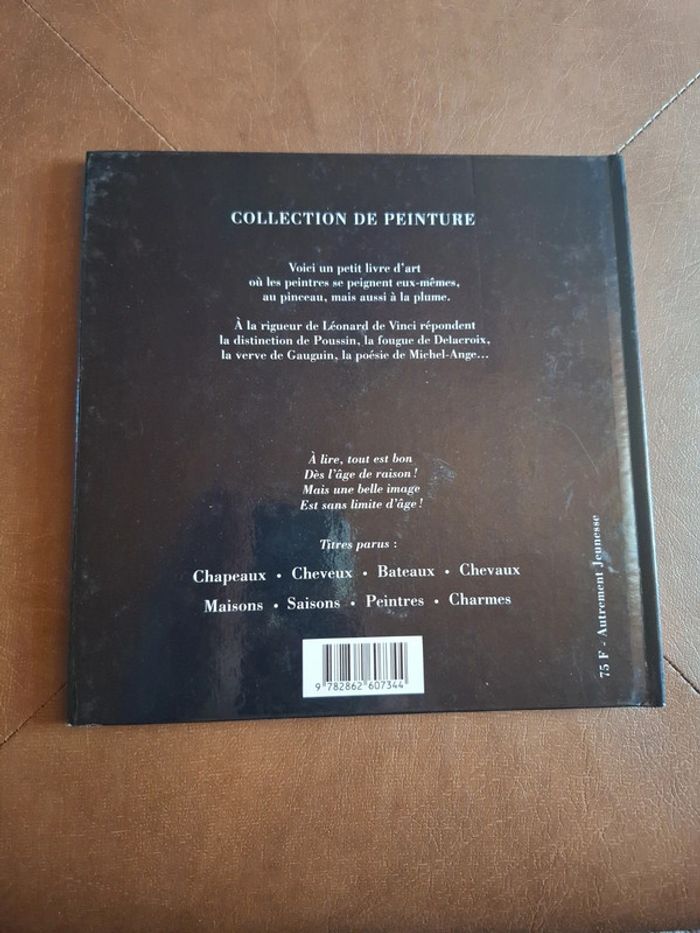 COLLECTION DE PEINTURE
Voici un petit livre d'art
où les peintres se peignent eux-mêmes,
au pinceau, mais aussi à la plume.
À la rigueur de Léonard de Vinci répondent
la distinction de Poussin, la fougue de Delacroix,
la verve de Gauguin, la poésie de Michel-Ange...
À lire, tout est bon
Dès l'âge de raison !
Mais une belle image
Est sans limite d'âge !
Titres parus :
Chapeaux • Cheveux • Bateaux • Chevaux
Maisons • Saisons • Peintres • Charmes
9 782862 607344
75 F - Autrement Jeunesse